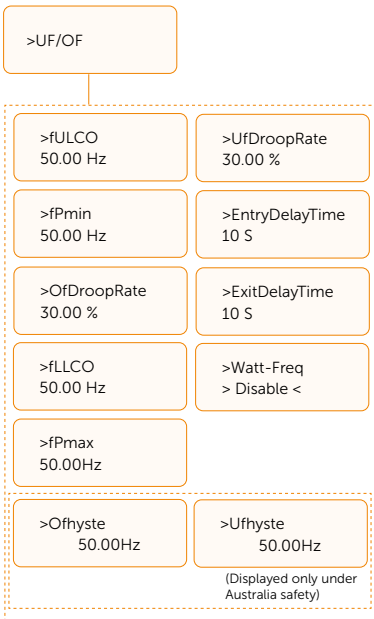 >UF/OF
>fULCO
50.00 Hz
>UfDroopRate
30.00 %
>fPmin
50.00 Hz
>EntryDelayTime
10 S
>OfDroopRate
30.00 %
>ExitDelayTime
10 S
>fLLCO
50.00 Hz
>Watt-Freq
> Disable <
>fPmax
50.00Hz
>Ofhyste
50.00Hz
>Ufhyste
50.00Hz
(Displayed only under
Australia safety)